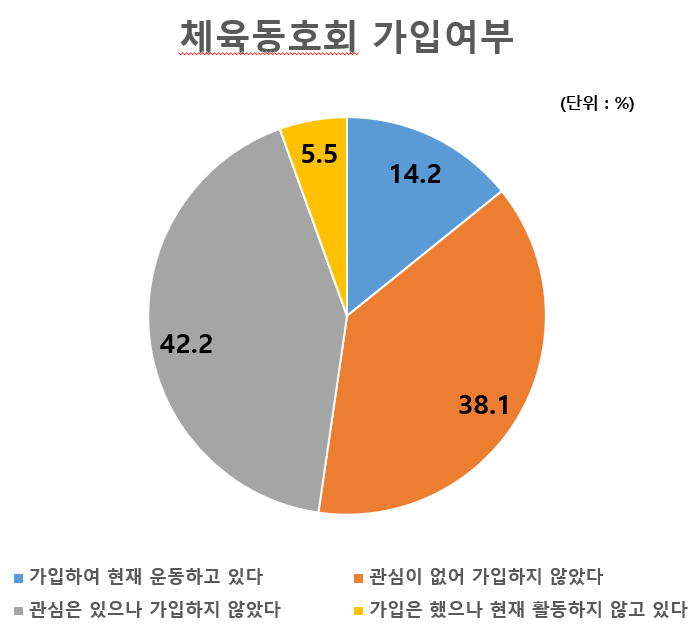 체육동호회 가입여부
(단위 : %)
5.5
14.2
42.2
38.1
가입하여 현재 운동하고 있다
관심이 없어 가입하지 않았다
관심은 있으나 가입하지 않았다
가입은 했으나 현재 활동하지 않고 있다